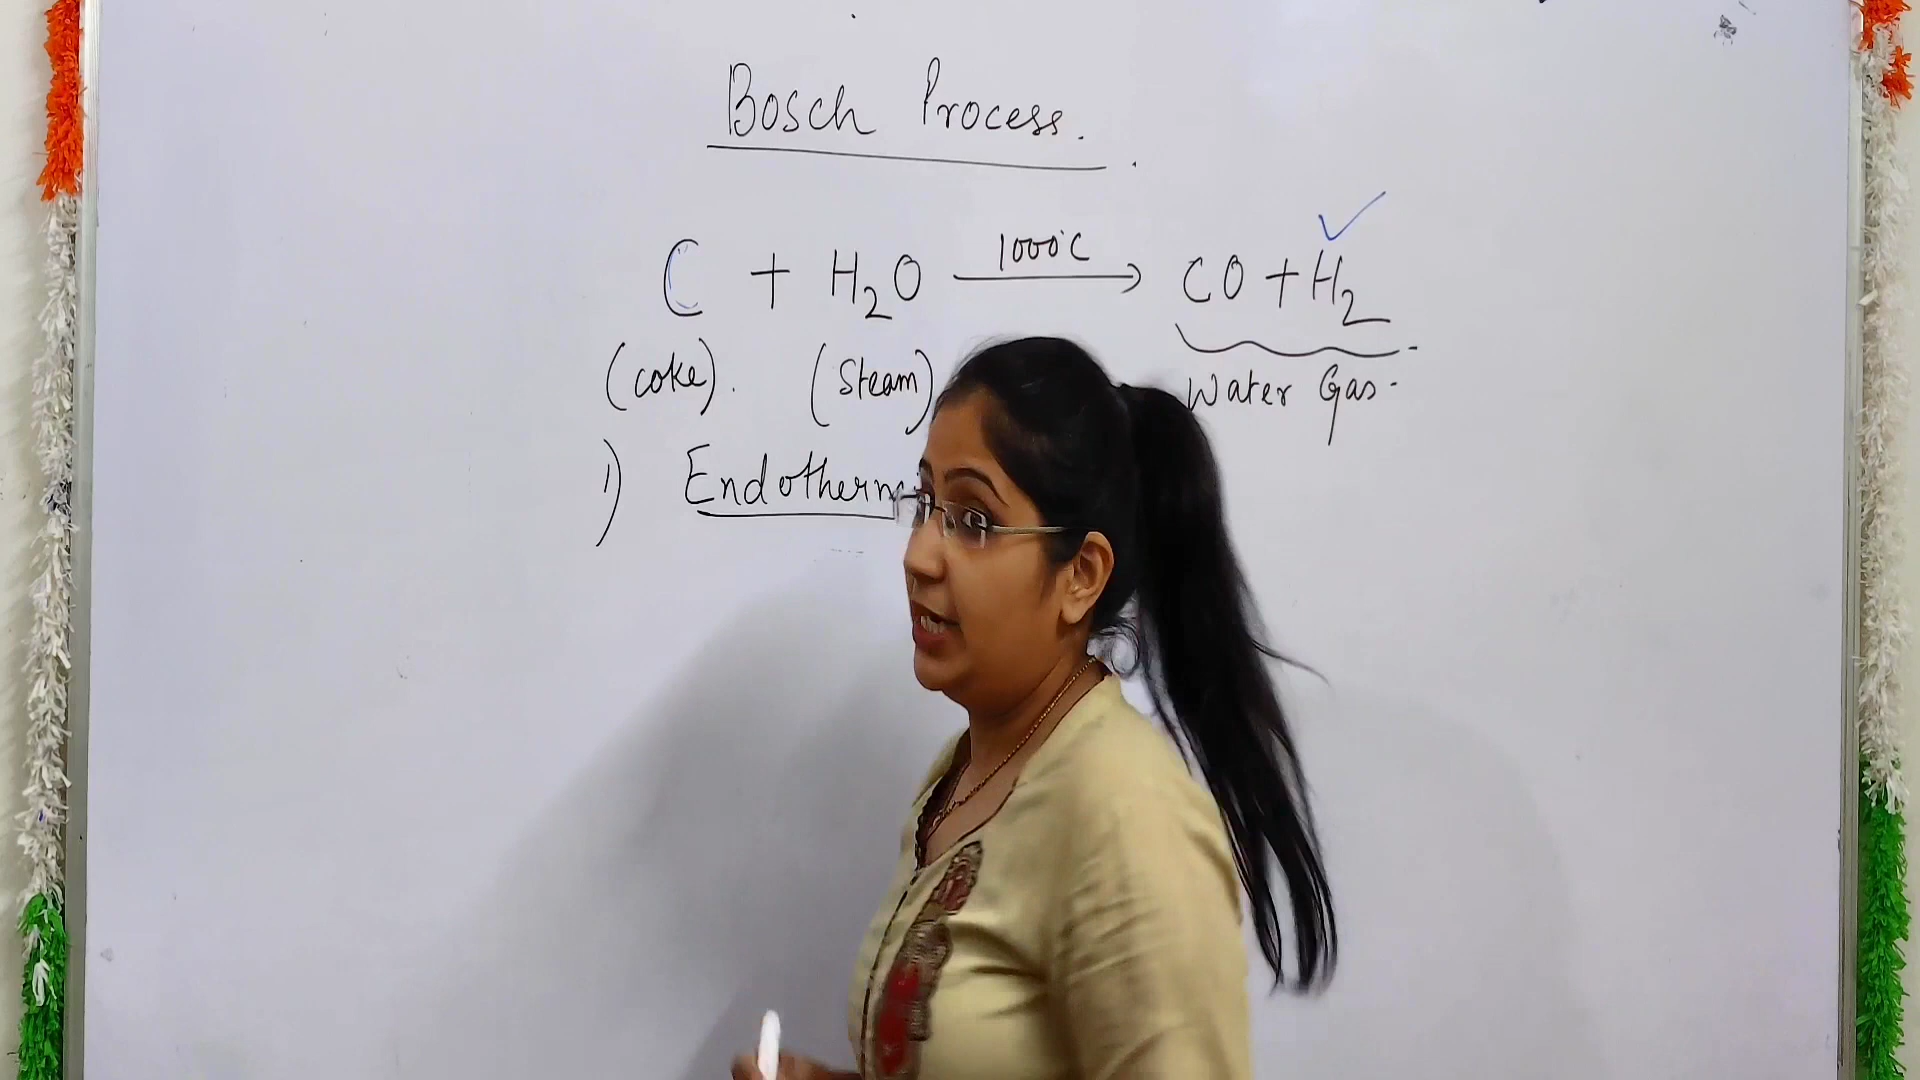 Bosch Process.
C + H2O 1000°C → CO + H2
(coke). (Steam) Water Gas.
1) Endotherm